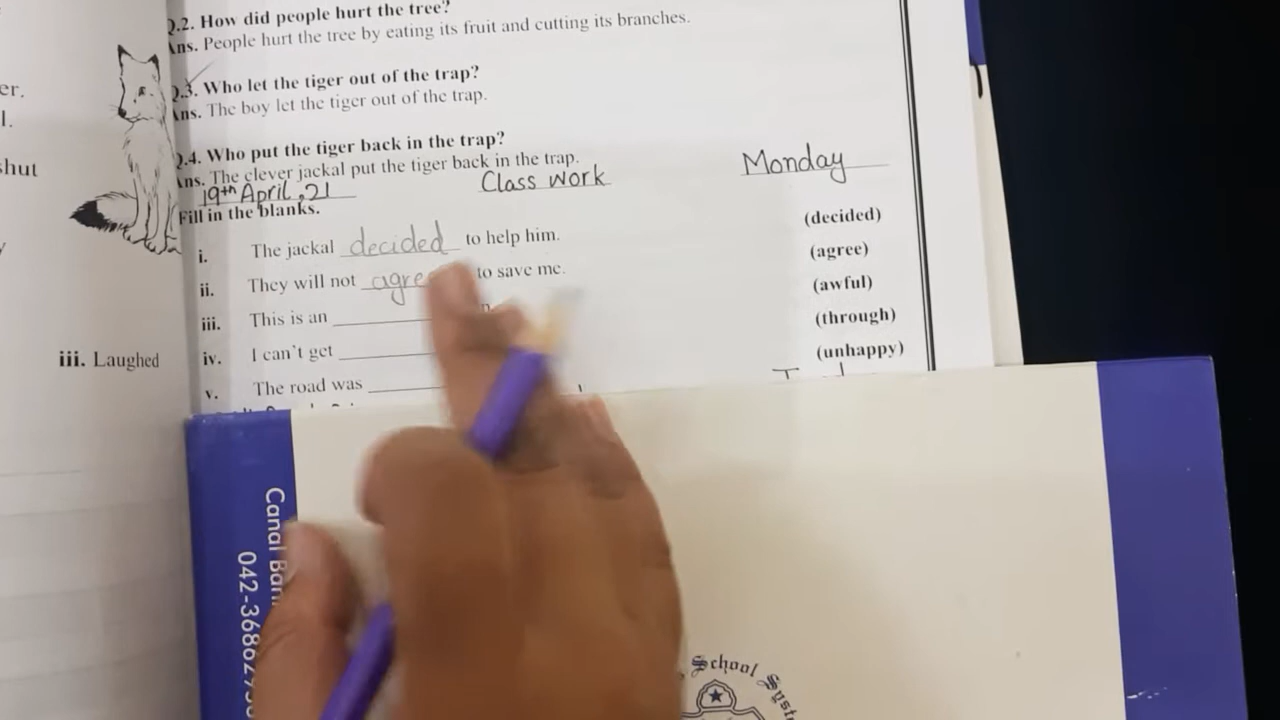 er.
l.
shut
iii. Laughed
Q.2. How did people hurt the tree?
Ans. People hurt the tree by eating its fruit and cutting its branches.
Q.3. Who let the tiger out of the trap?
Ans. The boy let the tiger out of the trap.
Q.4. Who put the tiger back in the trap?
Ans. The clever jackal put the tiger back in the trap.
19th April, 21 Class work Monday
Fill in the blanks.
i. The jackal decided to help him. (decided)
ii. They will not agre to save me. (agree)
iii. This is an (awful)
iv. I can't get (through)
v. The road was (unhappy)
Canal Ban
042-3686
School Syst